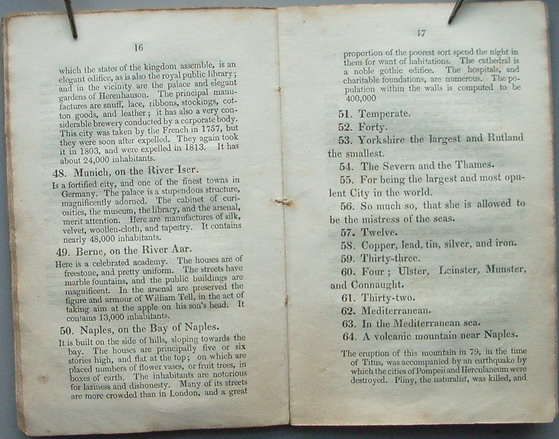 16
which the states of the kingdom assemble, is an
elegant edifice, as is also the royal public library;
and in the vicinity are the palace and elegant
gardens of Herenhauson. The principal manu-
factures are snuff, lace, ribbons, stockings, cot-
ton goods, and leather; it has also a very con-
siderable brewery conducted by a corporate body.
This city was taken by the French in 1757, but
they were soon expelled. They again took
it in 1803, and were expelled in 1813. It has
about 24,000 inhabitants.
48. Munich, on the River Iser.
Is a fortified city, and one of the finest towns in
Germany. The palace is a stupendous structure,
magnificently adorned. The cabinet of curi-
osities, the museum, the library, and the arsenal,
merit attention. Here are manufactures of silk,
velvet, woollen-cloth, and tapestry. It contains
nearly 48,000 inhabitants.
49. Berne, on the River Aar.
Here is a celebrated academy. The houses are of
freestone, and pretty uniform. The streets have
marble fountains, and the public buildings are
magnificent. In the arsenal are preserved the
figure and armour of William Tell, in the act of
taking aim at the apple on his son's head. It
contains 13,000 inhabitants.
50. Naples, on the Bay of Naples.
It is built on the side of hills, sloping towards the
bay. The houses are principally five or six
stories high, and flat at the top; on which are
placed numbers of flower vases, or fruit trees, in
boxes of earth. The inhabitants are notorious
for laziness and dishonesty. Many of its streets
are more crowded than in London, and a great
17
proportion of the poorest sort spend the night in
them for want of habitations. The cathedral is
a noble gothic edifice. The hospitals, and
charitable foundations, are numerous. The po-
pulation within the walls is computed to be
400,000
51. Temperate.
52. Forty.
53. Yorkshire the largest and Rutland
the smallest.
54. The Severn and the Thames.
55. For being the largest and most opu-
lent City in the world.
56. So much so, that she is allowed to
be the mistress of the seas.
57. Twelve.
58. Copper, lead, tin, silver, and iron.
59. Thirty-three.
60. Four; Ulster, Leinster, Munster,
and Connaught.
61. Thirty-two.
62. Mediterranean.
63. In the Mediterranean sea.
64. A volcanic mountain near Naples.
The eruption of this mountain in 79, in the time
of Titus, was accompanied by an earthquake by
which the cities of Pompeii and Herculaneum were
destroyed. Pliny, the naturalist, was killed, and